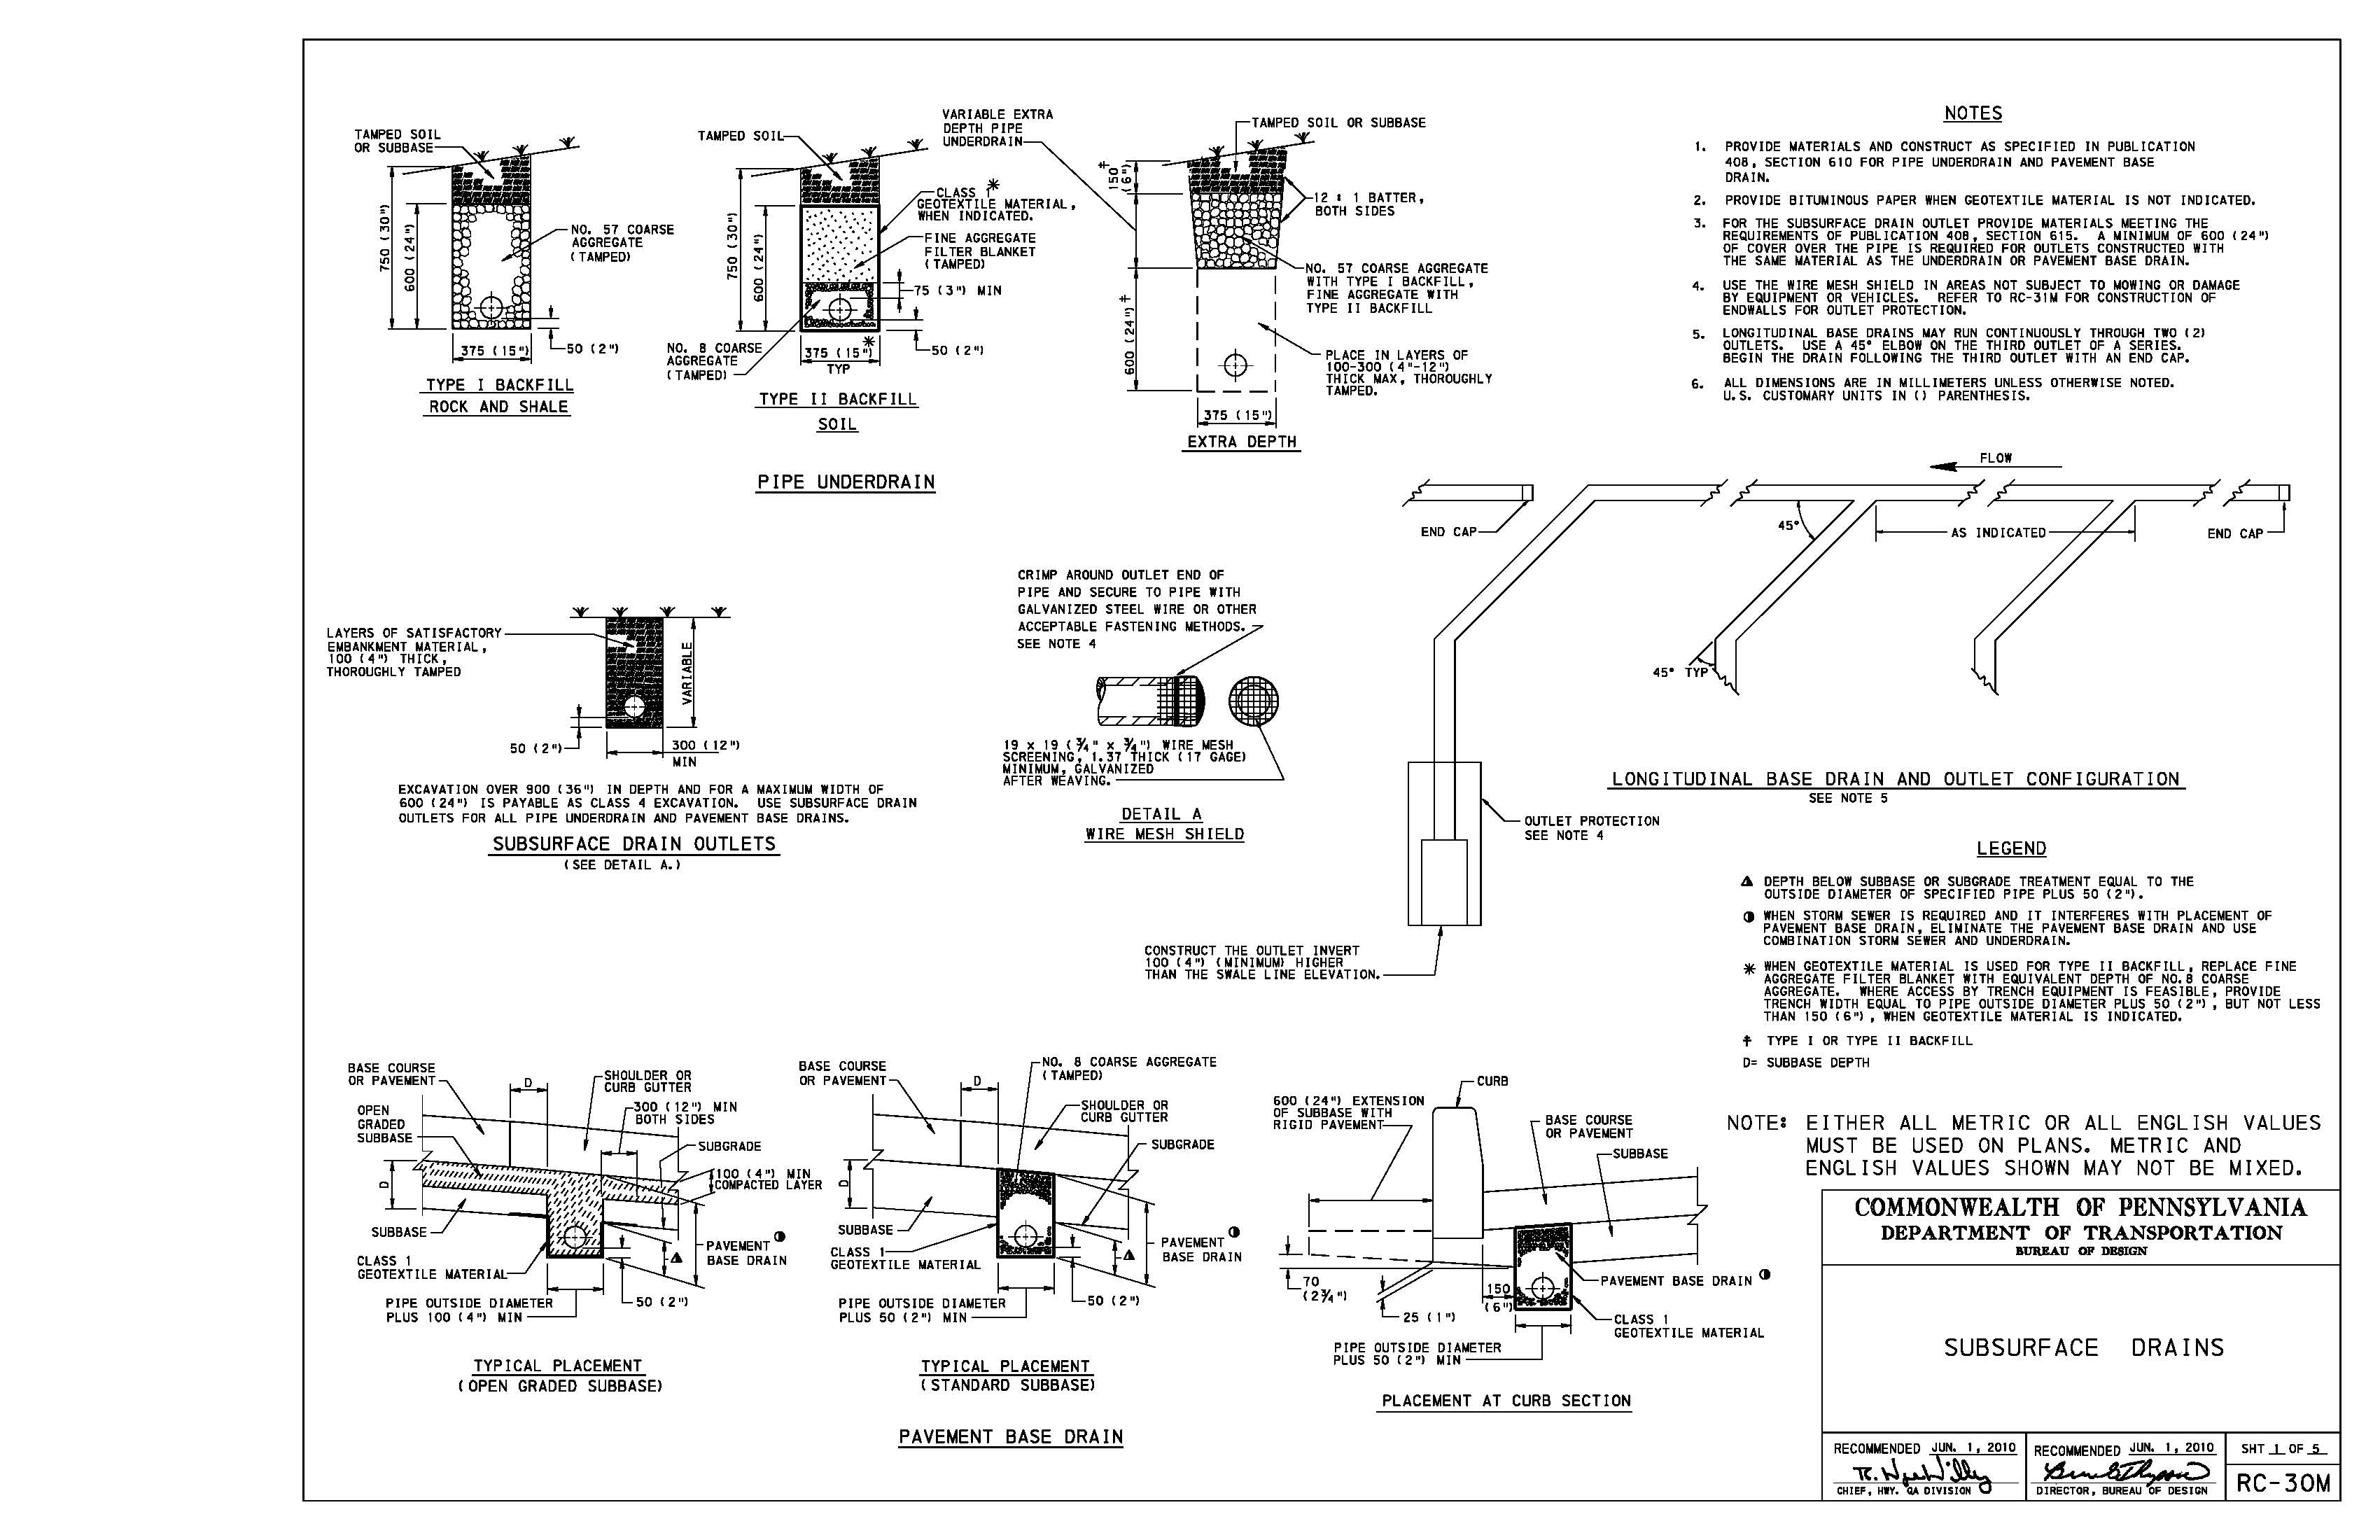 TAMPED SOIL
OR SUBBASE
750 (30")
600 (24")
NO. 57 COARSE
AGGREGATE
(TAMPED)
375 (15")
50 (2")
TYPE I BACKFILL
ROCK AND SHALE
TAMPED SOIL
750 (30")
600 (24")
CLASS 1*
GEOTEXTILE MATERIAL,
WHEN INDICATED.
FINE AGGREGATE
FILTER BLANKET
(TAMPED)
75 (3") MIN
NO. 8 COARSE
AGGREGATE
(TAMPED)
375 (15")*
TYP
50 (2")
TYPE II BACKFILL
SOIL
PIPE UNDERDRAIN
VARIABLE EXTRA
DEPTH PIPE
UNDERDRAIN
TAMPED SOIL OR SUBBASE
‡
150
(6")
12 : 1 BATTER,
BOTH SIDES
NO. 57 COARSE AGGREGATE
WITH TYPE I BACKFILL,
FINE AGGREGATE WITH
TYPE II BACKFILL
600 (24")‡
PLACE IN LAYERS OF
100-300 (4"-12")
THICK MAX, THOROUGHLY
TAMPED.
375 (15")
EXTRA DEPTH
NOTES
1. PROVIDE MATERIALS AND CONSTRUCT AS SPECIFIED IN PUBLICATION
408, SECTION 610 FOR PIPE UNDERDRAIN AND PAVEMENT BASE
DRAIN.
2. PROVIDE BITUMINOUS PAPER WHEN GEOTEXTILE MATERIAL IS NOT INDICATED.
3. FOR THE SUBSURFACE DRAIN OUTLET PROVIDE MATERIALS MEETING THE
REQUIREMENTS OF PUBLICATION 408, SECTION 615. A MINIMUM OF 600 (24")
OF COVER OVER THE PIPE IS REQUIRED FOR OUTLETS CONSTRUCTED WITH
THE SAME MATERIAL AS THE UNDERDRAIN OR PAVEMENT BASE DRAIN.
4. USE THE WIRE MESH SHIELD IN AREAS NOT SUBJECT TO MOWING OR DAMAGE
BY EQUIPMENT OR VEHICLES. REFER TO RC-31M FOR CONSTRUCTION OF
ENDWALLS FOR OUTLET PROTECTION.
5. LONGITUDINAL BASE DRAINS MAY RUN CONTINUOUSLY THROUGH TWO (2)
OUTLETS. USE A 45° ELBOW ON THE THIRD OUTLET OF A SERIES.
BEGIN THE DRAIN FOLLOWING THE THIRD OUTLET WITH AN END CAP.
6. ALL DIMENSIONS ARE IN MILLIMETERS UNLESS OTHERWISE NOTED.
U.S. CUSTOMARY UNITS IN () PARENTHESIS.
LAYERS OF SATISFACTORY
EMBANKMENT MATERIAL,
100 (4") THICK,
THOROUGHLY TAMPED
VARIABLE
50 (2")
300 (12")
MIN
EXCAVATION OVER 900 (36") IN DEPTH AND FOR A MAXIMUM WIDTH OF
600 (24") IS PAYABLE AS CLASS 4 EXCAVATION. USE SUBSURFACE DRAIN
OUTLETS FOR ALL PIPE UNDERDRAIN AND PAVEMENT BASE DRAINS.
SUBSURFACE DRAIN OUTLETS
(SEE DETAIL A.)
CRIMP AROUND OUTLET END OF
PIPE AND SECURE TO PIPE WITH
GALVANIZED STEEL WIRE OR OTHER
ACCEPTABLE FASTENING METHODS.
SEE NOTE 4
19 x 19 (¾" x ¾") WIRE MESH
SCREENING, 1.37 THICK (17 GAGE)
MINIMUM, GALVANIZED
AFTER WEAVING.
DETAIL A
WIRE MESH SHIELD
FLOW
END CAP
45°
AS INDICATED
END CAP
45° TYP
OUTLET PROTECTION
SEE NOTE 4
CONSTRUCT THE OUTLET INVERT
100 (4") (MINIMUM) HIGHER
THAN THE SWALE LINE ELEVATION.
LONGITUDINAL BASE DRAIN AND OUTLET CONFIGURATION
SEE NOTE 5
LEGEND
DEPTH BELOW SUBBASE OR SUBGRADE TREATMENT EQUAL TO THE
OUTSIDE DIAMETER OF SPECIFIED PIPE PLUS 50 (2").
◑ WHEN STORM SEWER IS REQUIRED AND IT INTERFERES WITH PLACEMENT OF
PAVEMENT BASE DRAIN, ELIMINATE THE PAVEMENT BASE DRAIN AND USE
COMBINATION STORM SEWER AND UNDERDRAIN.
* WHEN GEOTEXTILE MATERIAL IS USED FOR TYPE II BACKFILL, REPLACE FINE
AGGREGATE FILTER BLANKET WITH EQUIVALENT DEPTH OF NO.8 COARSE
AGGREGATE. WHERE ACCESS BY TRENCH EQUIPMENT IS FEASIBLE, PROVIDE
TRENCH WIDTH EQUAL TO PIPE OUTSIDE DIAMETER PLUS 50 (2"), BUT NOT LESS
THAN 150 (6"), WHEN GEOTEXTILE MATERIAL IS INDICATED.
‡ TYPE I OR TYPE II BACKFILL
D= SUBBASE DEPTH
BASE COURSE
OR PAVEMENT
OPEN
GRADED
SUBBASE
D
SHOULDER OR
CURB GUTTER
300 (12") MIN
BOTH SIDES
SUBGRADE
100 (4") MIN
COMPACTED LAYER
D
SUBBASE
CLASS 1
GEOTEXTILE MATERIAL
PAVEMENT ◑
BASE DRAIN
50 (2")
PIPE OUTSIDE DIAMETER
PLUS 100 (4") MIN
TYPICAL PLACEMENT
(OPEN GRADED SUBBASE)
BASE COURSE
OR PAVEMENT
D
NO. 8 COARSE AGGREGATE
(TAMPED)
SHOULDER OR
CURB GUTTER
SUBGRADE
D
SUBBASE
CLASS 1
GEOTEXTILE MATERIAL
PAVEMENT ◑
BASE DRAIN
50 (2")
PIPE OUTSIDE DIAMETER
PLUS 50 (2") MIN
TYPICAL PLACEMENT
(STANDARD SUBBASE)
PAVEMENT BASE DRAIN
CURB
600 (24") EXTENSION
OF SUBBASE WITH
RIGID PAVEMENT
BASE COURSE
OR PAVEMENT
SUBBASE
70
(2¾")
25 (1")
150
(6")
PAVEMENT BASE DRAIN ◑
CLASS 1
GEOTEXTILE MATERIAL
PIPE OUTSIDE DIAMETER
PLUS 50 (2") MIN
PLACEMENT AT CURB SECTION
NOTE: EITHER ALL METRIC OR ALL ENGLISH VALUES
MUST BE USED ON PLANS. METRIC AND
ENGLISH VALUES SHOWN MAY NOT BE MIXED.
COMMONWEALTH OF PENNSYLVANIA
DEPARTMENT OF TRANSPORTATION
BUREAU OF DESIGN
SUBSURFACE DRAINS
RECOMMENDED JUN. 1, 2010
CHIEF, HWY. QA DIVISION
RECOMMENDED JUN. 1, 2010
DIRECTOR, BUREAU OF DESIGN
SHT 1 OF 5
RC-30M